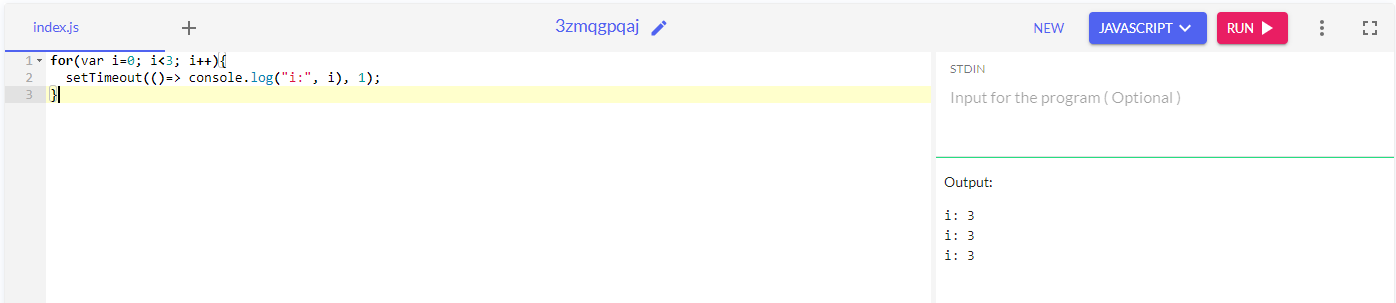 index.js + 3zmqgpqaj NEW JAVASCRIPT RUN
1 for(var i=0; i<3; i++){
2 setTimeout(()=> console.log("i:", i), 1);
3 }
STDIN
Input for the program ( Optional )
Output:
i: 3
i: 3
i: 3